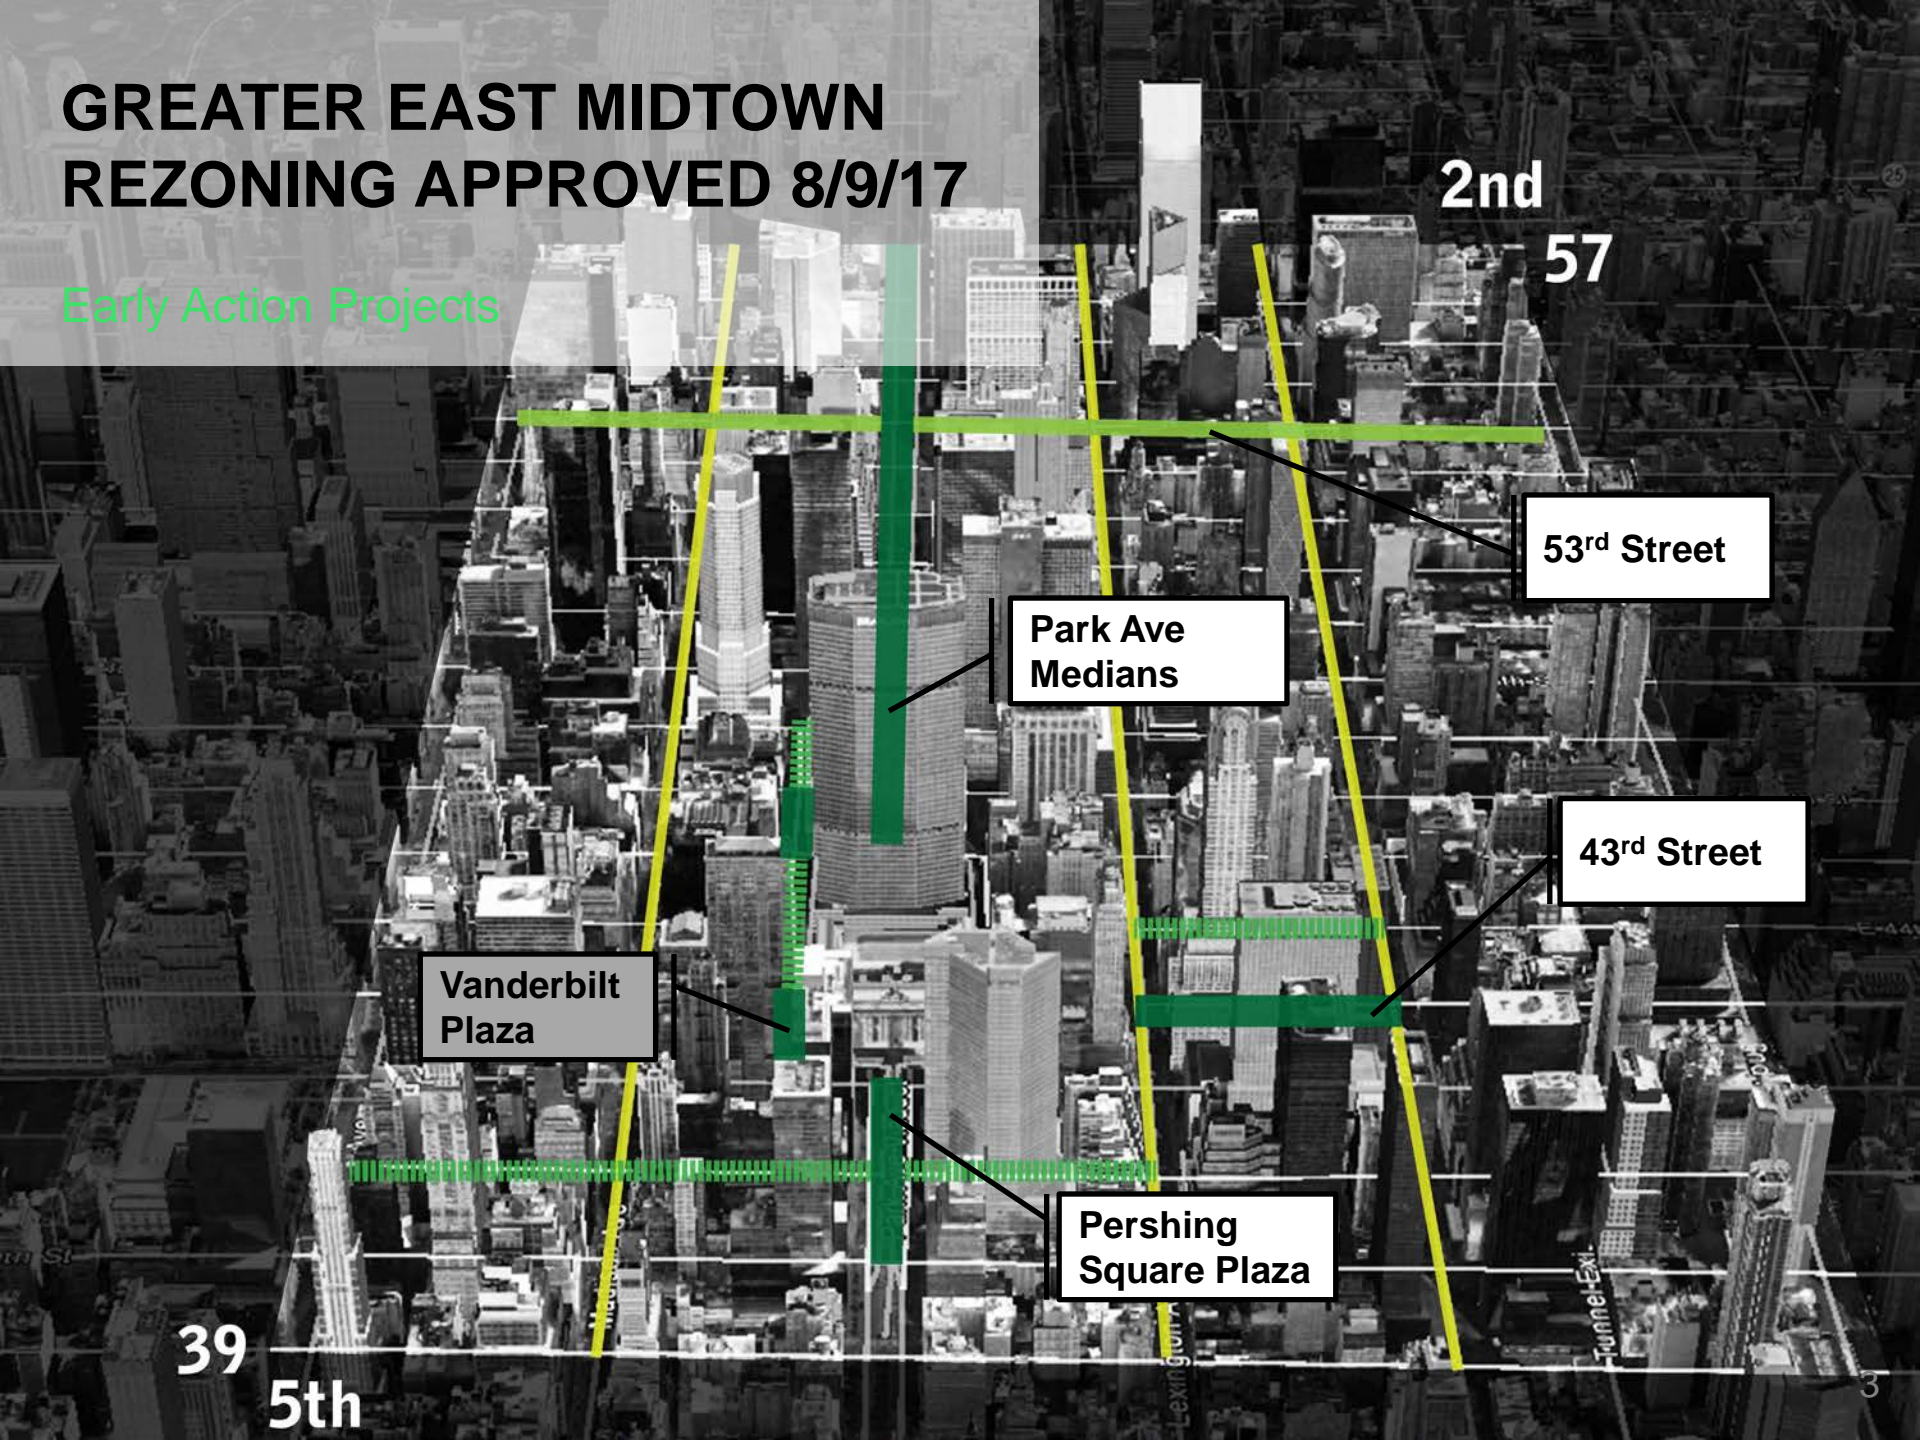 GREATER EAST MIDTOWN
REZONING APPROVED 8/9/17
Early Action Projects
2nd
57
53rd Street
Park Ave
Medians
43rd Street
Vanderbilt
Plaza
Pershing
Square Plaza
39
5th
Lexington A
Tunnel Exi.
3